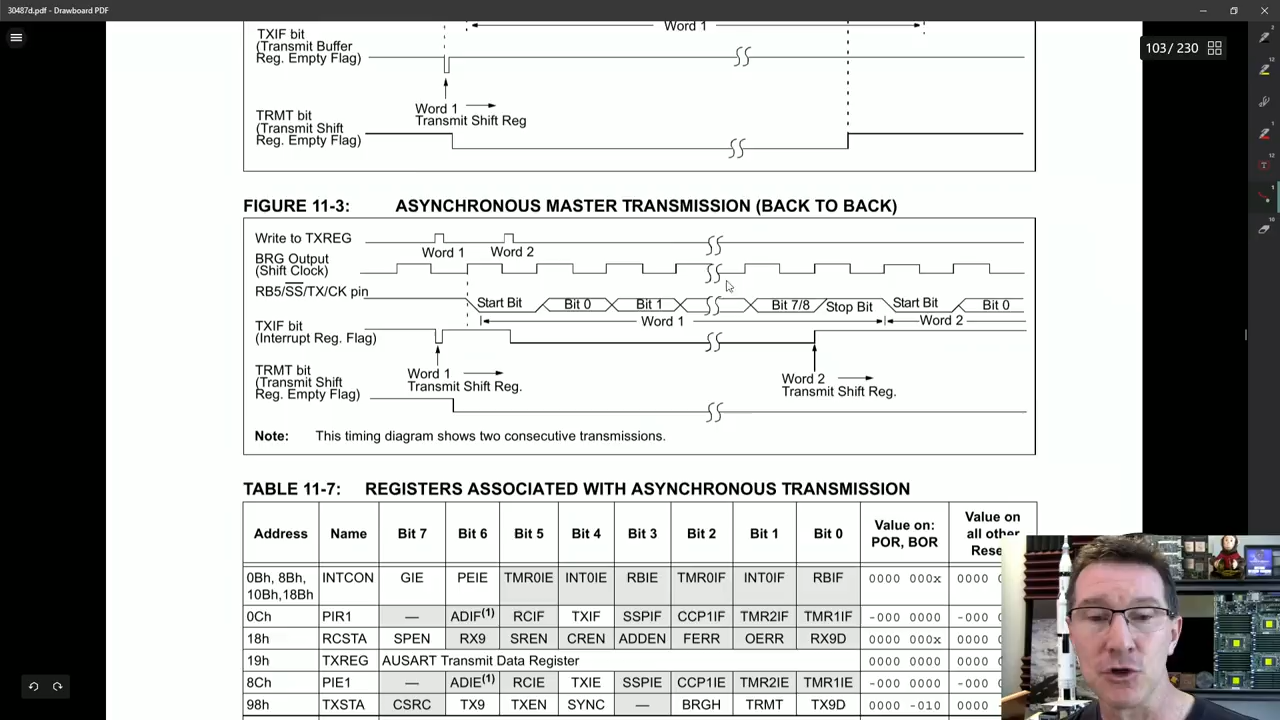 30487d.pdf - Drawboard PDF
103 / 230
Word 1
TXIF bit
(Transmit Buffer
Reg. Empty Flag)
Word 1
Transmit Shift Reg
TRMT bit
(Transmit Shift
Reg. Empty Flag)
FIGURE 11-3: ASYNCHRONOUS MASTER TRANSMISSION (BACK TO BACK)
Write to TXREG
Word 1 Word 2
BRG Output
(Shift Clock)
RB5/SS/TX/CK pin
Start Bit Bit 0 Bit 1 Bit 7/8 Stop Bit Start Bit Bit 0
Word 1 Word 2
TXIF bit
(Interrupt Reg. Flag)
Word 1
Transmit Shift Reg.
Word 2
Transmit Shift Reg.
TRMT bit
(Transmit Shift
Reg. Empty Flag)
Note: This timing diagram shows two consecutive transmissions.
TABLE 11-7: REGISTERS ASSOCIATED WITH ASYNCHRONOUS TRANSMISSION
Address Name Bit 7 Bit 6 Bit 5 Bit 4 Bit 3 Bit 2 Bit 1 Bit 0 Value on: POR, BOR Value on all other Rese
0Bh, 8Bh, 10Bh,18Bh INTCON GIE PEIE TMR0IE INT0IE RBIE TMR0IF INT0IF RBIF 0000 000x 0000
0Ch PIR1 — ADIF(1) RCIF TXIF SSPIF CCP1IF TMR2IF TMR1IF -000 0000 -000
18h RCSTA SPEN RX9 SREN CREN ADDEN FERR OERR RX9D 0000 000x 0000
19h TXREG AUSART Transmit Data Register 0000 0000 0000
8Ch PIE1 — ADIE(1) RCIE TXIE SSPIE CCP1IE TMR2IE TMR1IE -000 0000 -000
98h TXSTA CSRC TX9 TXEN SYNC — BRGH TRMT TX9D 0000 -010 0000